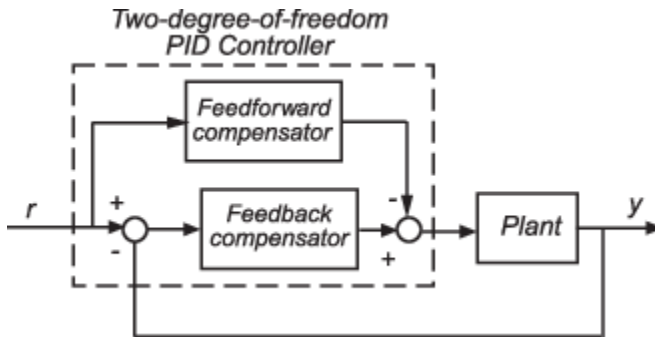 Two-degree-of-freedom
PID Controller
Feedforward
compensator
-
+
r
Feedback
compensator
Plant
y
-
+